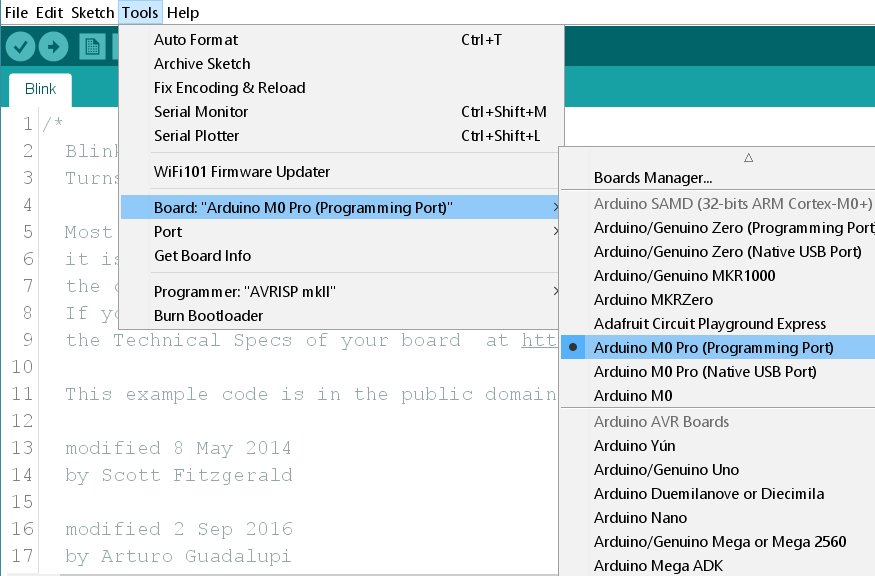 File Edit Sketch Tools Help
Auto Format Ctrl+T
Archive Sketch
Fix Encoding & Reload
Serial Monitor Ctrl+Shift+M
Serial Plotter Ctrl+Shift+L
WiFi101 Firmware Updater
Board: "Arduino M0 Pro (Programming Port)"
Port
Get Board Info
Programmer: "AVRISP mkII"
Burn Bootloader
Boards Manager...
Arduino SAMD (32-bits ARM Cortex-M0+)
Arduino/Genuino Zero (Programming Port
Arduino/Genuino Zero (Native USB Port)
Arduino/Genuino MKR1000
Arduino MKRZero
Adafruit Circuit Playground Express
Arduino M0 Pro (Programming Port)
Arduino M0 Pro (Native USB Port)
Arduino M0
Arduino AVR Boards
Arduino Yún
Arduino/Genuino Uno
Arduino Duemilanove or Diecimila
Arduino Nano
Arduino/Genuino Mega or Mega 2560
Arduino Mega ADK
Blink
1 /*
2 Blink
3 Turns
4
5 Most
6 it is
7 the
8 If yo
9 the Technical Specs of your board at htt
10
11 This example code is in the public domain
12
13 modified 8 May 2014
14 by Scott Fitzgerald
15
16 modified 2 Sep 2016
17 by Arturo Guadalupi